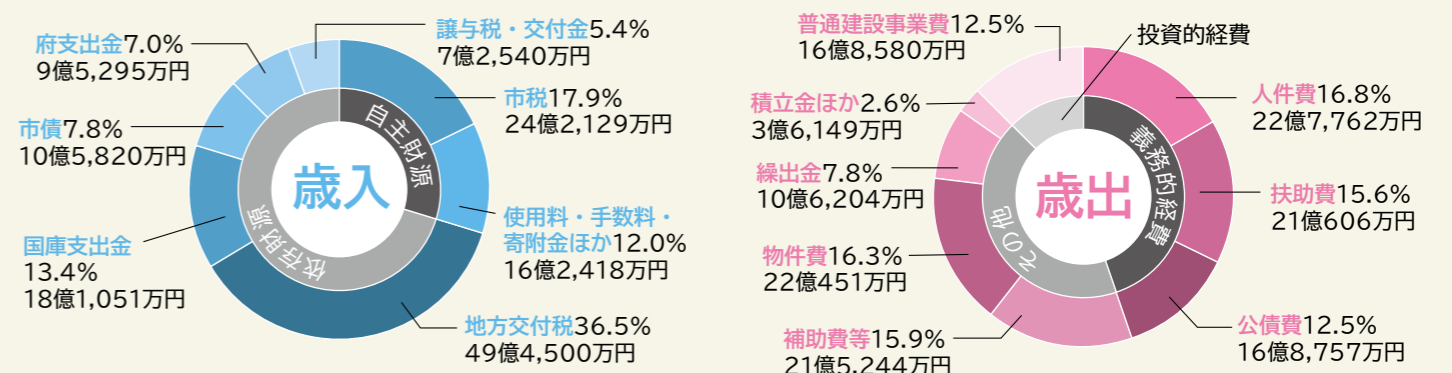 譲与税・交付金5.4%
7億2,540万円
府支出金7.0%
9億5,295万円
市税17.9%
24億2,129万円
市債7.8%
10億5,820万円
自主財源
歳入
依存財源
使用料・手数料・
寄附金ほか12.0%
16億2,418万円
国庫支出金
13.4%
18億1,051万円
地方交付税36.5%
49億4,500万円
普通建設事業費12.5%
16億8,580万円
投資的経費
積立金ほか2.6%
3億6,149万円
人件費16.8%
22億7,762万円
義務的経費
繰出金7.8%
10億6,204万円
歳出
扶助費15.6%
21億606万円
その他
物件費16.3%
22億451万円
補助費等15.9%
21億5,244万円
公債費12.5%
16億8,757万円